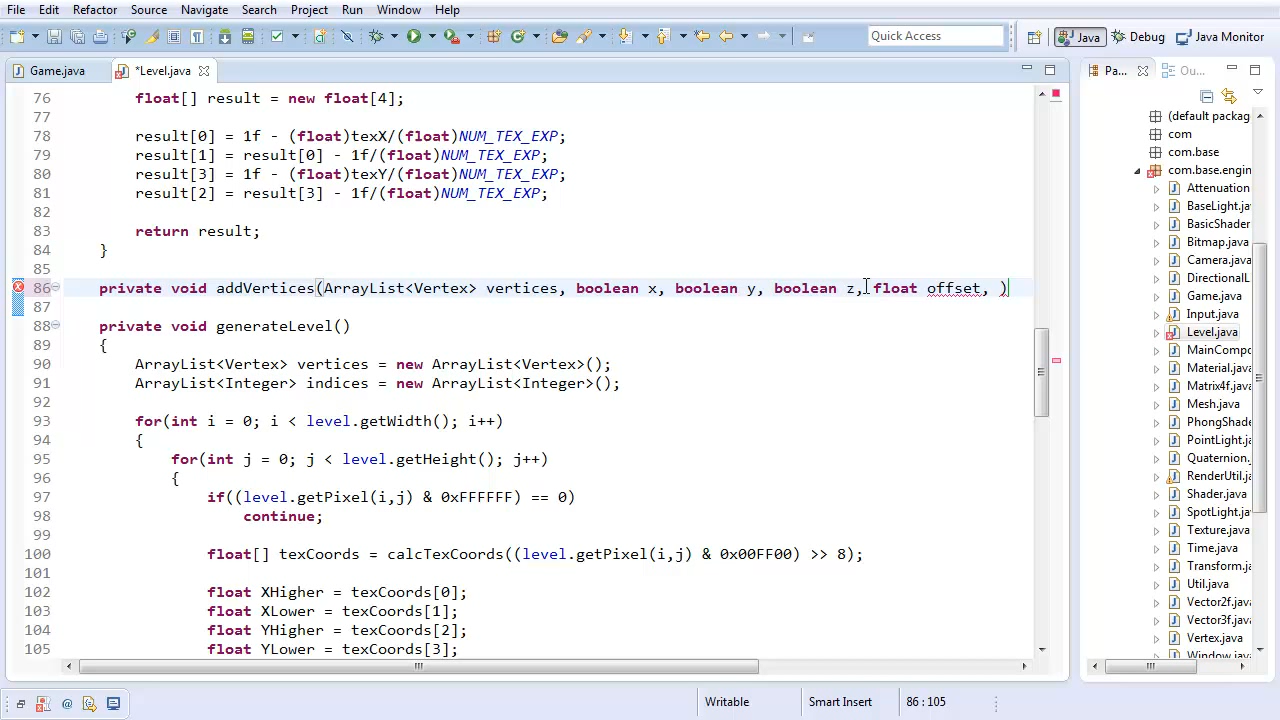 File Edit Refactor Source Navigate Search Project Run Window Help
Quick Access
Java Debug Java Monitor
Game.java *Level.java
Pa... Ou...
76 float[] result = new float[4];
77
78 result[0] = 1f - (float)texX/(float)NUM_TEX_EXP;
79 result[1] = result[0] - 1f/(float)NUM_TEX_EXP;
80 result[3] = 1f - (float)texY/(float)NUM_TEX_EXP;
81 result[2] = result[3] - 1f/(float)NUM_TEX_EXP;
82
83 return result;
84 }
85
86 private void addVertices(ArrayList<Vertex> vertices, boolean x, boolean y, boolean z, float offset, )
87
88 private void generateLevel()
89 {
90 ArrayList<Vertex> vertices = new ArrayList<Vertex>();
91 ArrayList<Integer> indices = new ArrayList<Integer>();
92
93 for(int i = 0; i < level.getWidth(); i++)
94 {
95 for(int j = 0; j < level.getHeight(); j++)
96 {
97 if((level.getPixel(i,j) & 0xFFFFFF) == 0)
98 continue;
99
100 float[] texCoords = calcTexCoords((level.getPixel(i,j) & 0x00FF00) >> 8);
101
102 float XHigher = texCoords[0];
103 float XLower = texCoords[1];
104 float YHigher = texCoords[2];
105 float YLower = texCoords[3];
(default packag
com
com.base
com.base.engin
Attenuation
BaseLight.jav
BasicShader
Bitmap.java
Camera.java
DirectionalL
Game.java
Input.java
Level.java
MainCompo
Material.java
Matrix4f.java
Mesh.java
PhongShade
PointLight.ja
Quaternion.
RenderUtil.ja
Shader.java
SpotLight.ja
Texture.java
Time.java
Transform.ja
Util.java
Vector2f.java
Vector3f.java
Vertex.java
Window.java
Writable Smart Insert 86 : 105